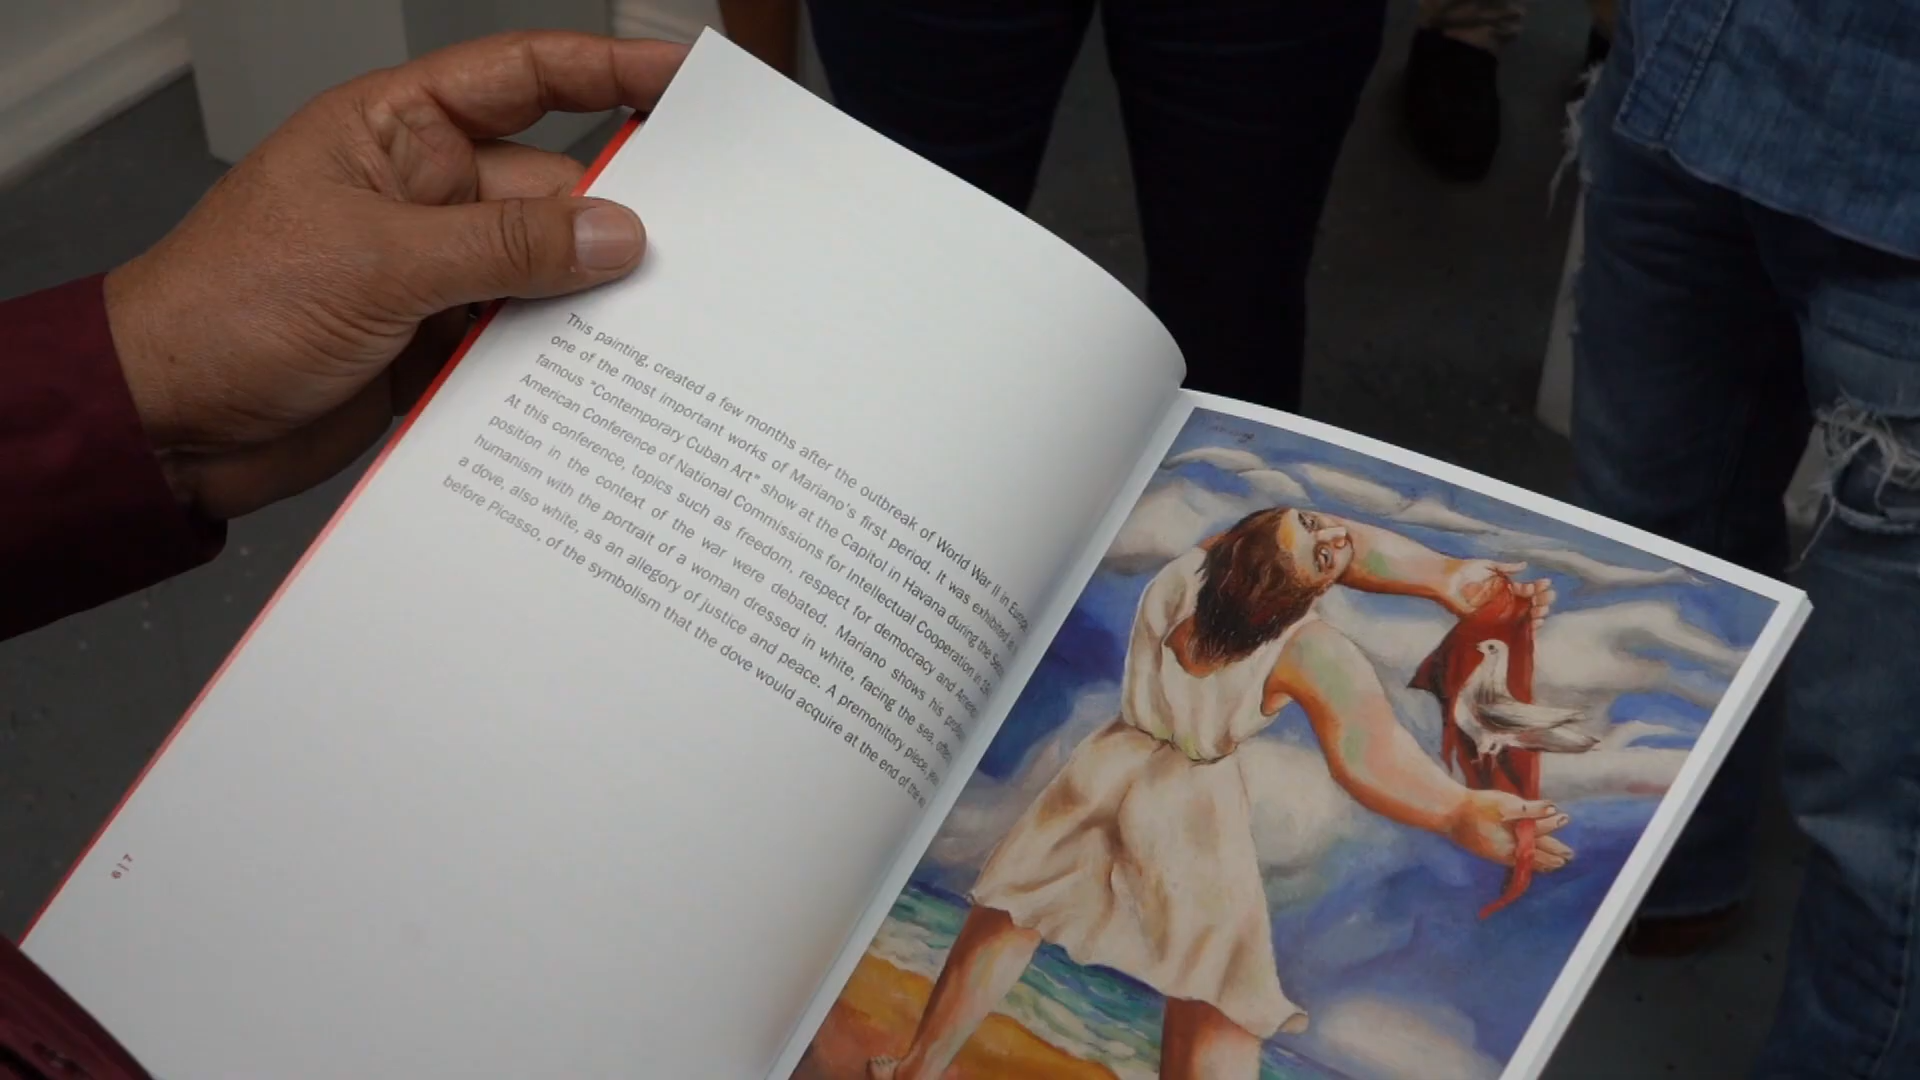 This painting, created a few months after the outbreak of World War II in Europe,
one of the most important works of Mariano's first period. It was exhibited
famous "Contemporary Cuban Art" show at the Capitol in Havana during the
American Conference of National Commissions for Intellectual Cooperation in
At this conference, topics such as freedom, respect for democracy and
position in the context of the war were debated. Mariano shows his
humanism with the portrait of a woman dressed in white, facing the sea,
a dove, also white, as an allegory of justice and peace. A premonitory piece,
before Picasso, of the symbolism that the dove would acquire at the end of the
6|7